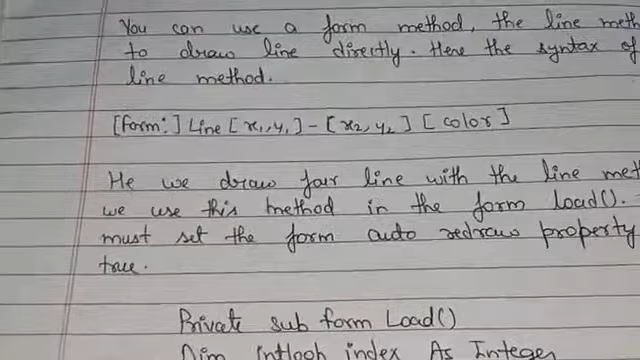 You can use a form method, the line meth
to draw line directly. Here the syntax of
line method.
[form:] Line [x1,y1] - [x2,y2] [color]
He we draw fair line with the line met
we use this method in the form Load().
must set the form auto redraw property
true.
Private sub form Load()
Dim intlooh index As Integer